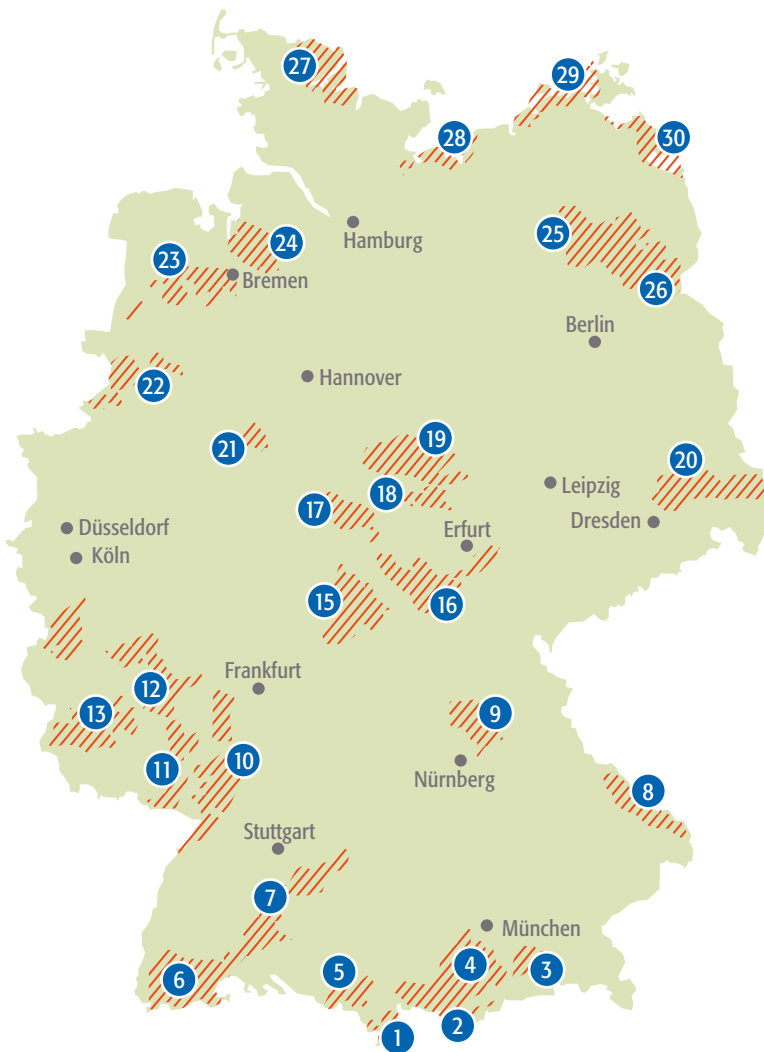 27
29
28
30
Hamburg
25
24
23
Bremen
26
Berlin
22
Hannover
19
21
20
Leipzig
18
17
Dresden
Düsseldorf
Erfurt
Köln
15
16
Frankfurt
12
13
9
10
11
Nürnberg
8
Stuttgart
7
München
4
3
5
6
2
1